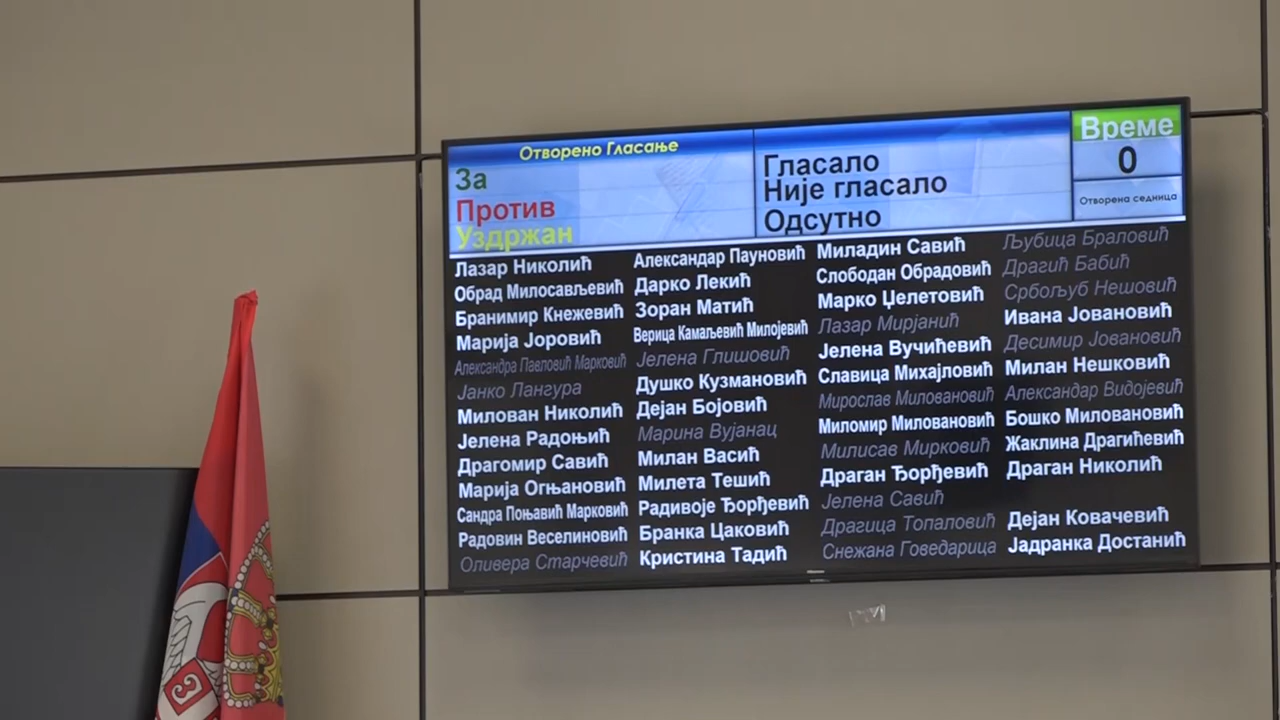 Отворено Гласање
За
Против
Уздржан
Гласало
Није гласало
Одсутно
Време
0
Отворена седница
Лазар Николић
Обрад Милосављевић
Бранимир Кнежевић
Марија Јоровић
Александра Павловић Марковић
Јанко Лангура
Милован Николић
Јелена Радоњић
Драгомир Савић
Марија Огњановић
Сандра Поњавић Марковић
Радовин Веселиновић
Оливера Старчевић
Александар Пауновић
Дарко Лекић
Зоран Матић
Верица Камаљевић Милојевић
Јелена Глишовић
Душко Кузмановић
Дејан Бојовић
Марина Вујанац
Милан Васић
Милета Тешић
Радивоје Ђорђевић
Бранка Цаковић
Кристина Тадић
Миладин Савић
Слободан Обрадовић
Марко Џелетовић
Лазар Мирјанић
Јелена Вучићевић
Славица Михајловић
Мирослав Миловановић
Миломир Миловановић
Милисав Мирковић
Драган Ђорђевић
Јелена Савић
Драгица Топаловић
Снежана Говедарица
Љубица Браловић
Драгић Бабић
Србољуб Нешовић
Ивана Јовановић
Десимир Јовановић
Милан Нешковић
Александар Видојевић
Бошко Миловановић
Жаклина Драгићевић
Драган Николић
Дејан Ковачевић
Јадранка Достанић